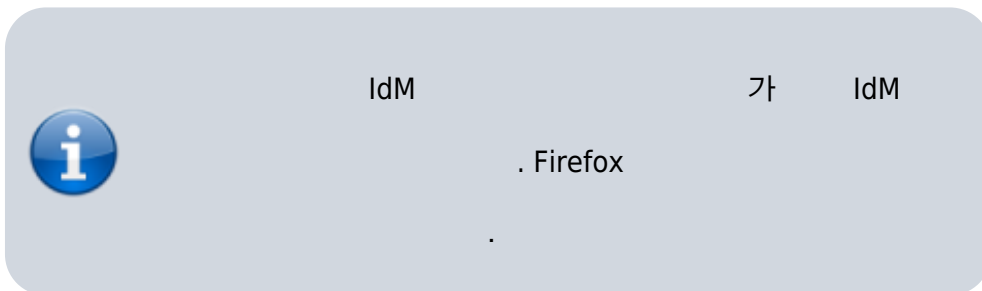 IdM 가 IdM
. Firefox
.